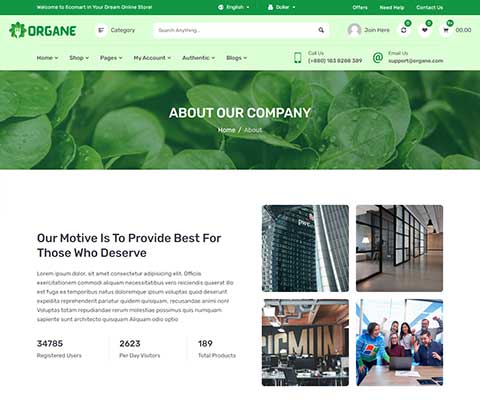 Welcome to Ecomart in Your Dream Online Store!
English
Dollar
Offers
Need Help
Contact Us
ORGANE
Category
Search Anything...
Join Here
0
0
9+
00.00
Home
Shop
Pages
My Account
Authentic
Blogs
Call Us
(+880) 183 8288 389
Email Us
support@organe.com
ABOUT OUR COMPANY
Home / About
Our Motive Is To Provide Best For
Those Who Deserve
Lorem ipsum dolor, sit amet consectetur adipisicing elit. Officiis
exercitationem commodi aliquam necessitatibus vero reiciendis quaerat illo
est fuga ea temporibus natus doloremque voluptas quod deserunt
expedita reprehenderit pariatur quidem quisquam, recusandae animi non!
Voluptas totam repudiandae rerum molestias possimus quis numquam
sapiente sunt architecto quisquam Aliquam odio optio
34785
Registered Users
2623
Per Day Visitors
189
Total Products
pwc